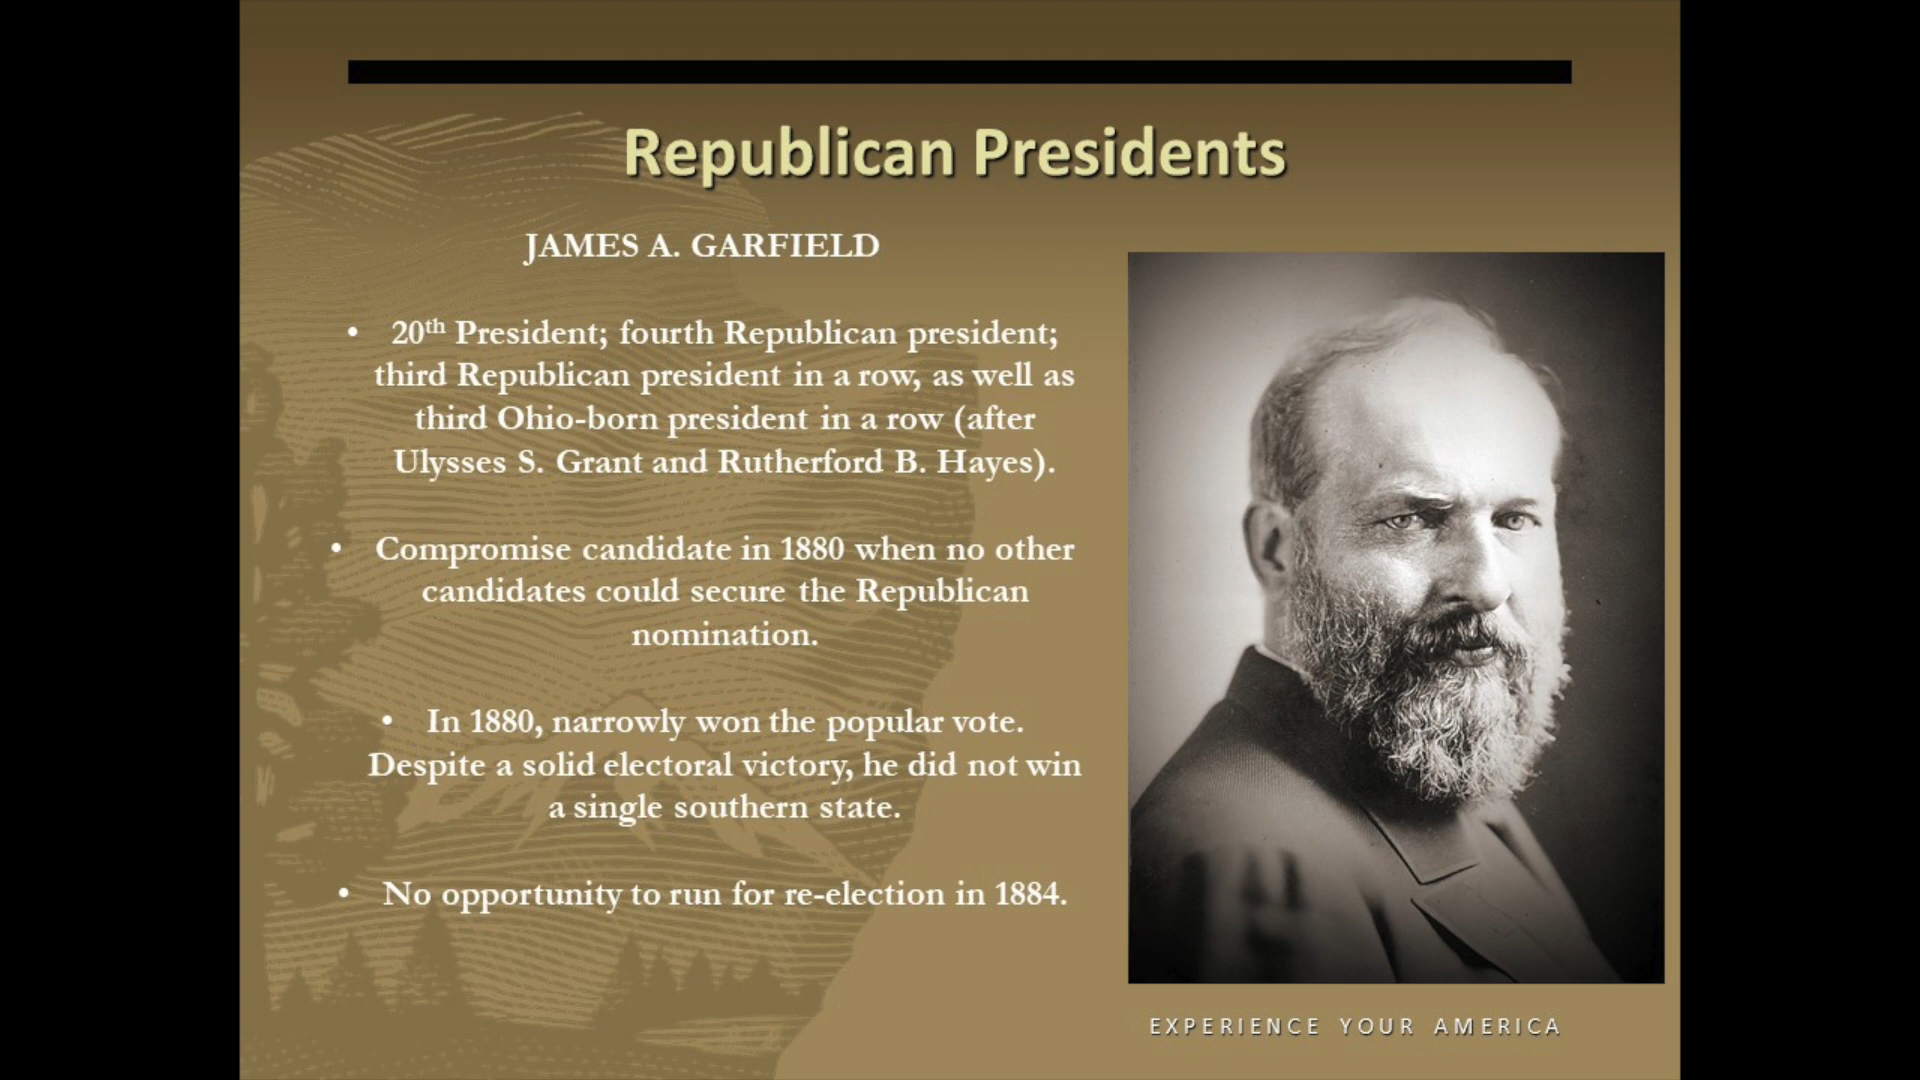 Republican Presidents
JAMES A. GARFIELD
• 20th President; fourth Republican president;
third Republican president in a row, as well as
third Ohio-born president in a row (after
Ulysses S. Grant and Rutherford B. Hayes).
• Compromise candidate in 1880 when no other
candidates could secure the Republican
nomination.
• In 1880, narrowly won the popular vote.
Despite a solid electoral victory, he did not win
a single southern state.
• No opportunity to run for re-election in 1884.
EXPERIENCE YOUR AMERICA